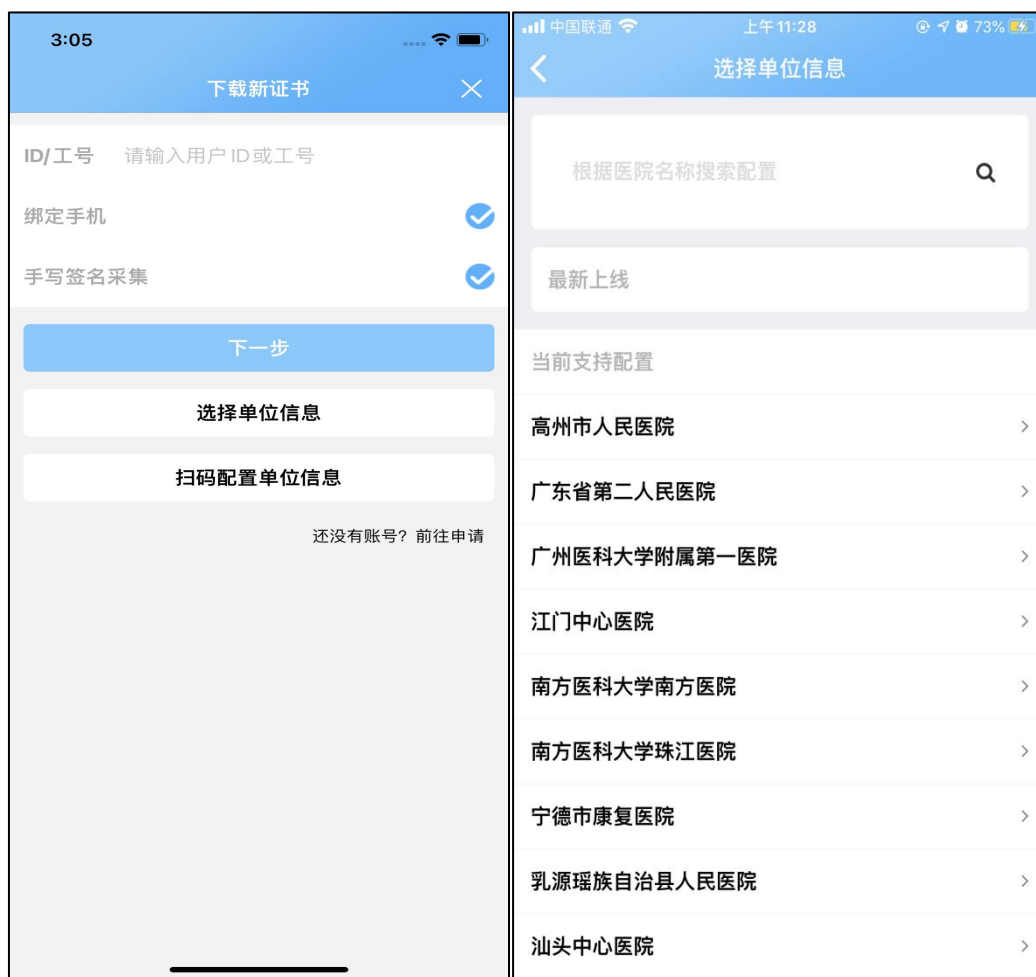 3:05
下载新证书
ID/工号 请输入用户ID或工号
绑定手机
手写签名采集
下一步
选择单位信息
扫码配置单位信息
还没有账号？前往申请
中国联通 上午11:28 73%
选择单位信息
根据医院名称搜索配置
最新上线
当前支持配置
高州市人民医院
广东省第二人民医院
广州医科大学附属第一医院
江门中心医院
南方医科大学南方医院
南方医科大学珠江医院
宁德市康复医院
乳源瑶族自治县人民医院
汕头中心医院